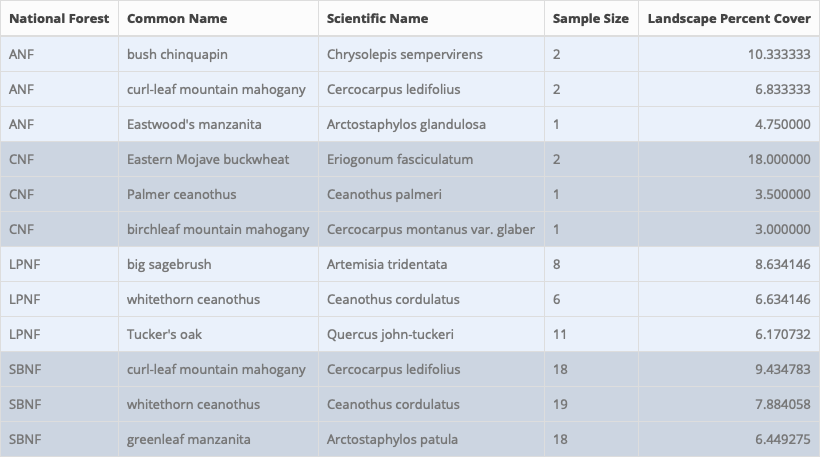 National Forest Common Name Scientific Name Sample Size Landscape Percent Cover
ANF bush chinquapin Chrysolepis sempervirens 2 10.333333
ANF curl-leaf mountain mahogany Cercocarpus ledifolius 2 6.833333
ANF Eastwood's manzanita Arctostaphylos glandulosa 1 4.750000
CNF Eastern Mojave buckwheat Eriogonum fasciculatum 2 18.000000
CNF Palmer ceanothus Ceanothus palmeri 1 3.500000
CNF birchleaf mountain mahogany Cercocarpus montanus var. glaber 1 3.000000
LPNF big sagebrush Artemisia tridentata 8 8.634146
LPNF whitethorn ceanothus Ceanothus cordulatus 6 6.634146
LPNF Tucker's oak Quercus john-tuckeri 11 6.170732
SBNF curl-leaf mountain mahogany Cercocarpus ledifolius 18 9.434783
SBNF whitethorn ceanothus Ceanothus cordulatus 19 7.884058
SBNF greenleaf manzanita Arctostaphylos patula 18 6.449275